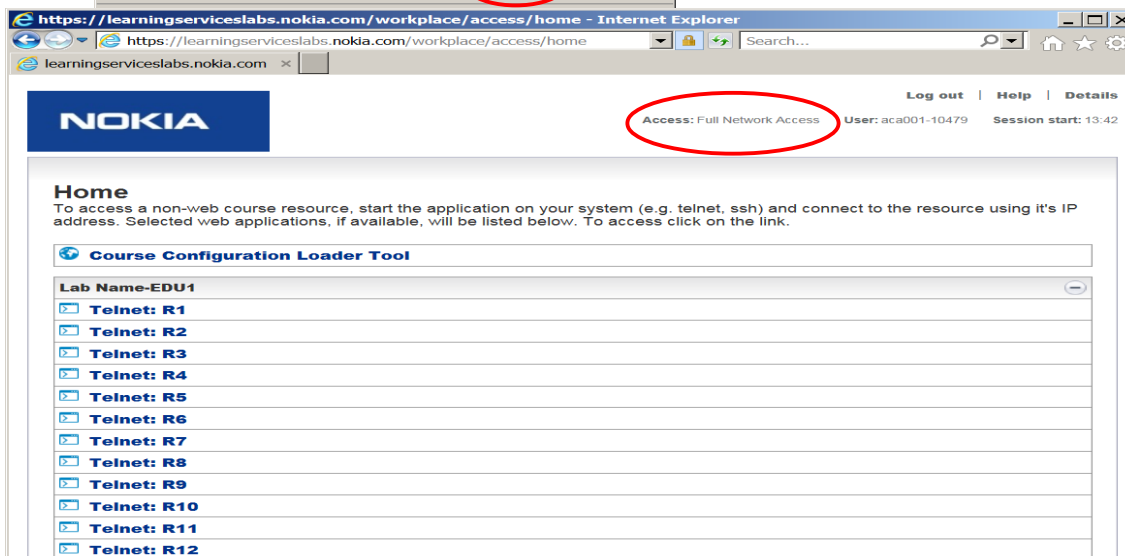 https://learningserviceslabs.nokia.com/workplace/access/home - Internet Explorer
https://learningserviceslabs.nokia.com/workplace/access/home
Search...
learningserviceslabs.nokia.com ×
Log out | Help | Details
NOKIA
Access: Full Network Access User: aca001-10479 Session start: 13:42
Home
To access a non-web course resource, start the application on your system (e.g. telnet, ssh) and connect to the resource using it's IP
address. Selected web applications, if available, will be listed below. To access click on the link.
Course Configuration Loader Tool
Lab Name-EDU1
Telnet: R1
Telnet: R2
Telnet: R3
Telnet: R4
Telnet: R5
Telnet: R6
Telnet: R7
Telnet: R8
Telnet: R9
Telnet: R10
Telnet: R11
Telnet: R12